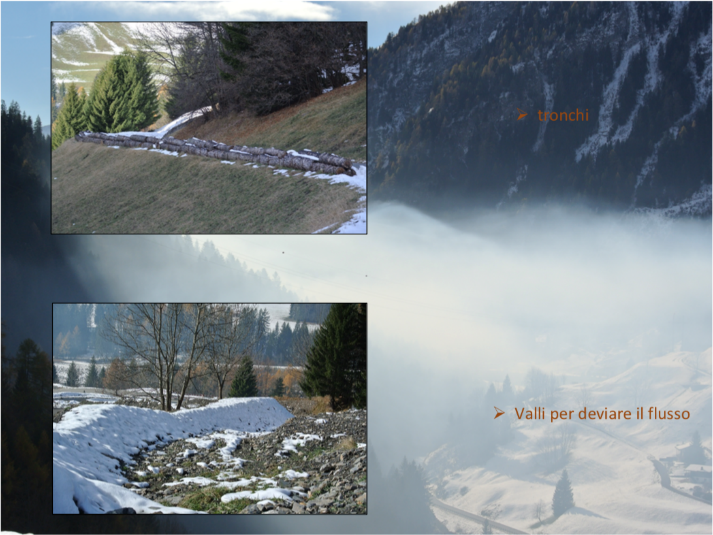 ➢ tronchi
➢ Valli per deviare il flusso